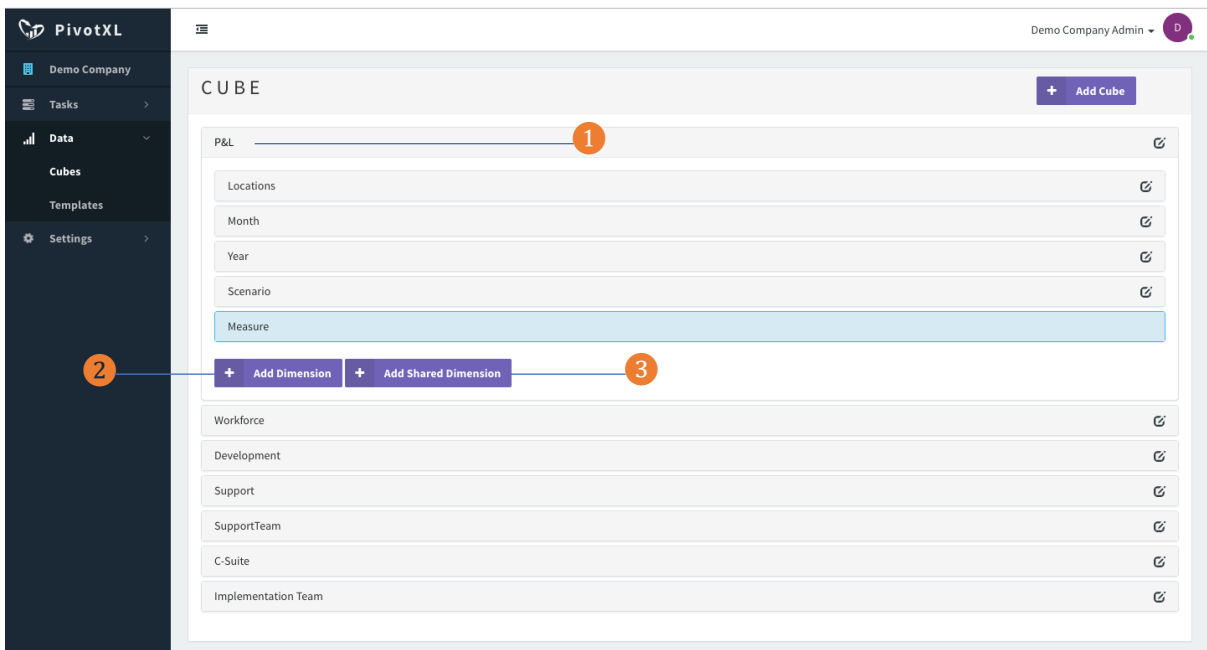 PivotXL
Demo Company Admin
D
Demo Company
Tasks
Data
Cubes
Templates
Settings
CUBE
+ Add Cube
P&L
1
Locations
Month
Year
Scenario
Measure
2
+ Add Dimension
+ Add Shared Dimension
3
Workforce
Development
Support
SupportTeam
C-Suite
Implementation Team